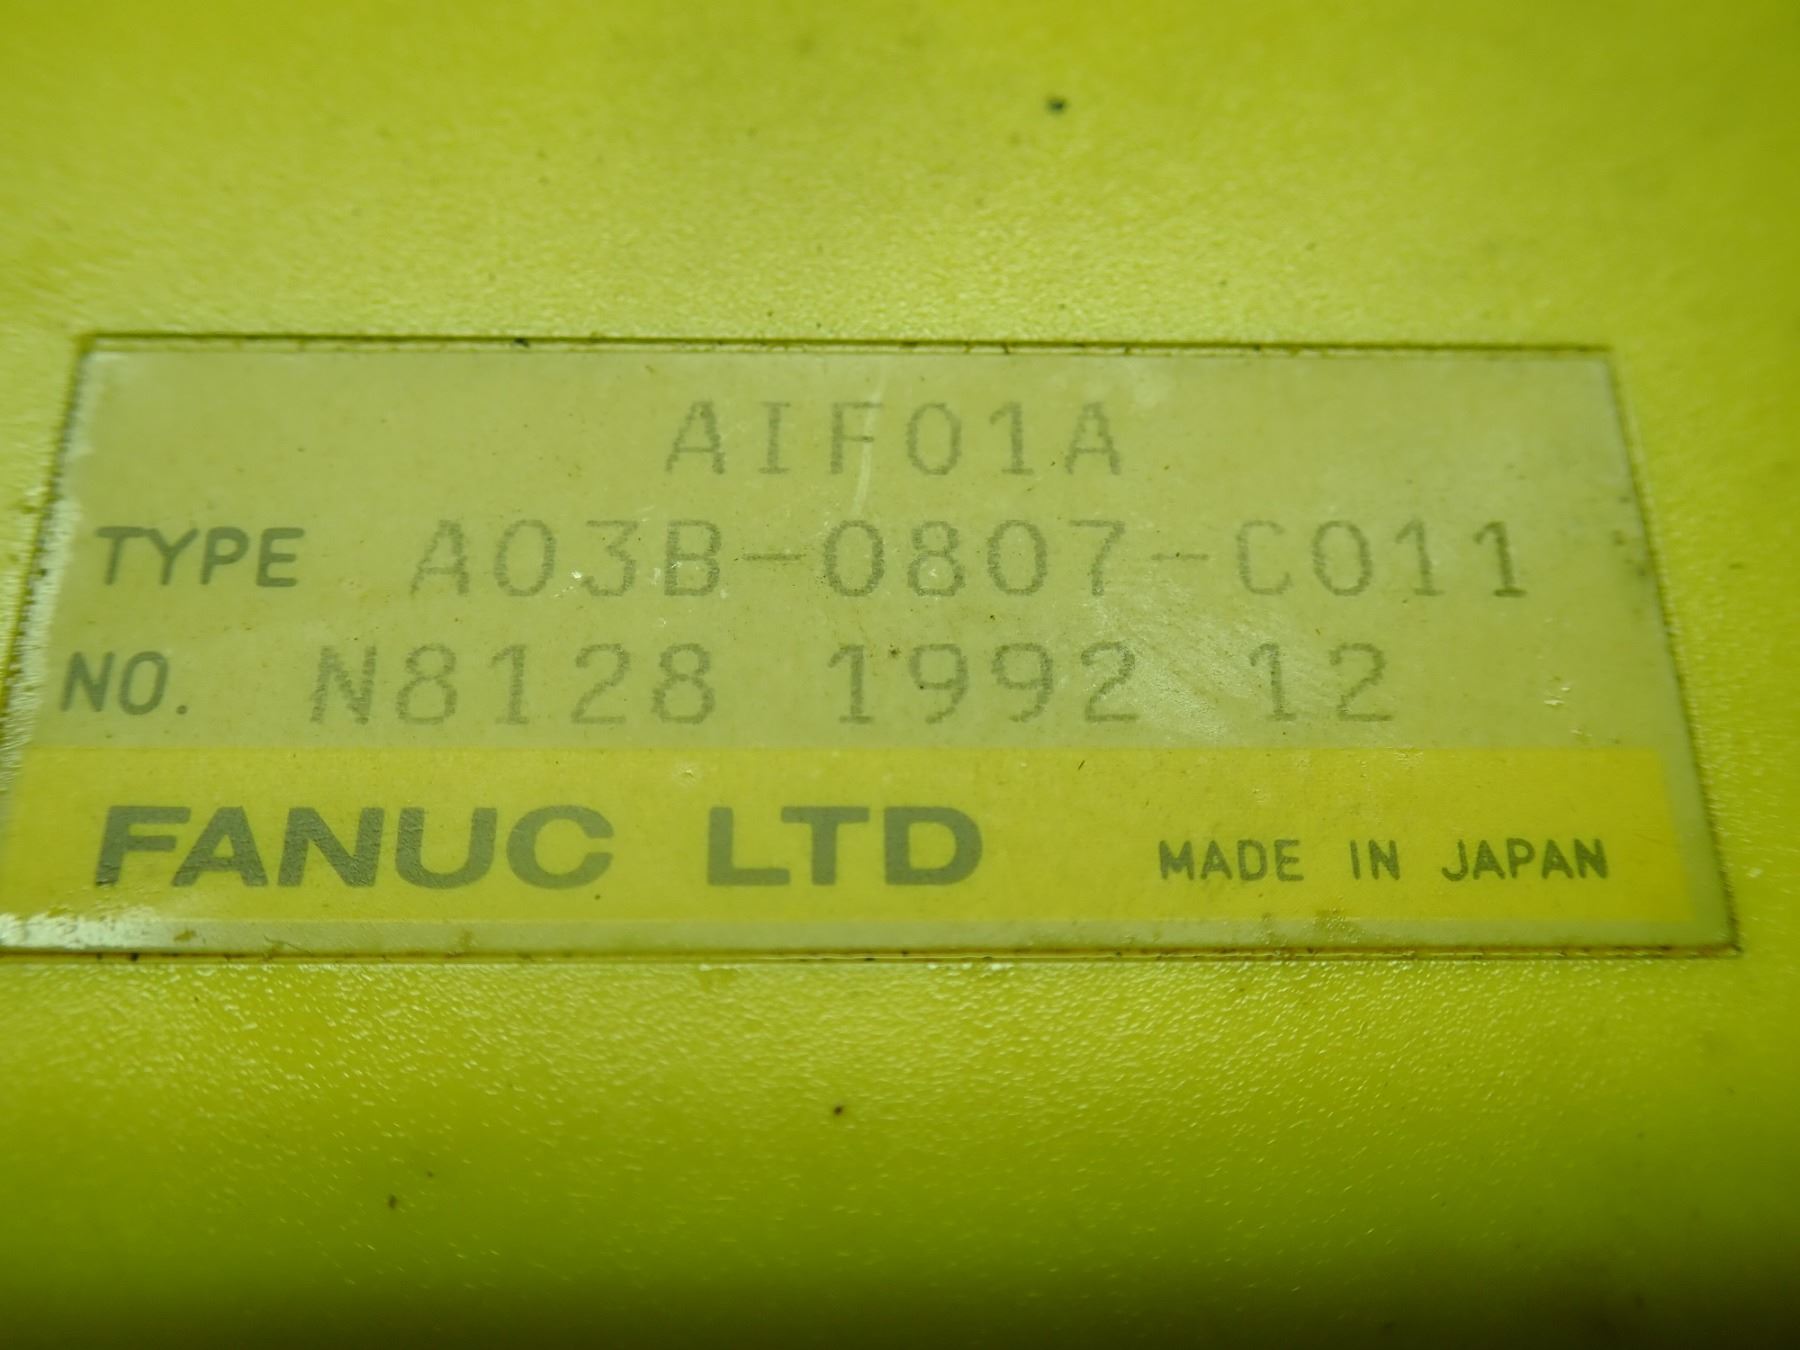 AIF01A
TYPE A03B-0807-C011
NO. N8128 1992 12
FANUC LTD MADE IN JAPAN